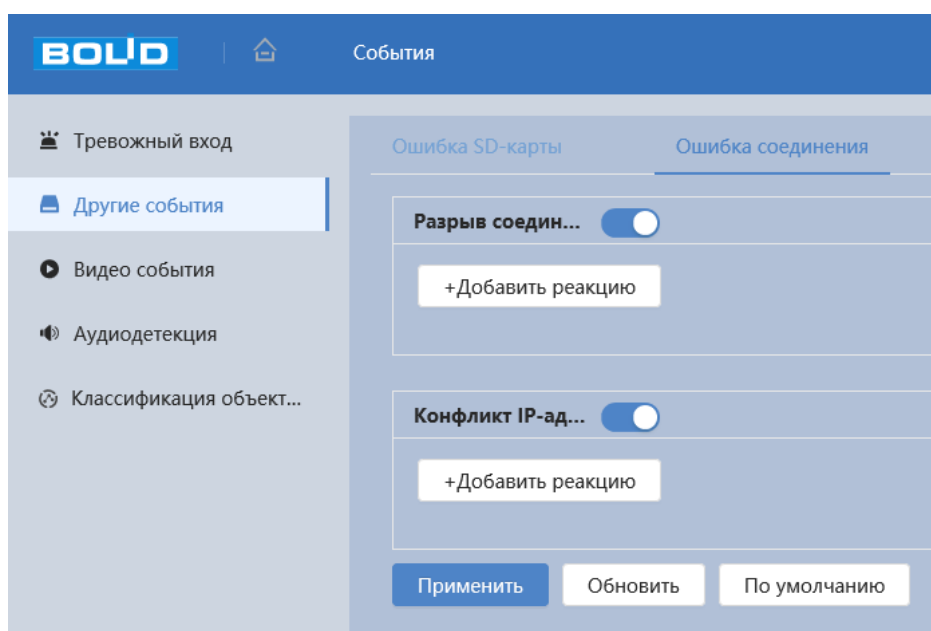 BOLID
События
Тревожный вход
Другие события
Видео события
Аудиодетекция
Классификация объект...
Ошибка SD-карты
Ошибка соединения
Разрыв соедин...
+Добавить реакцию
Конфликт IP-ад...
+Добавить реакцию
Применить
Обновить
По умолчанию